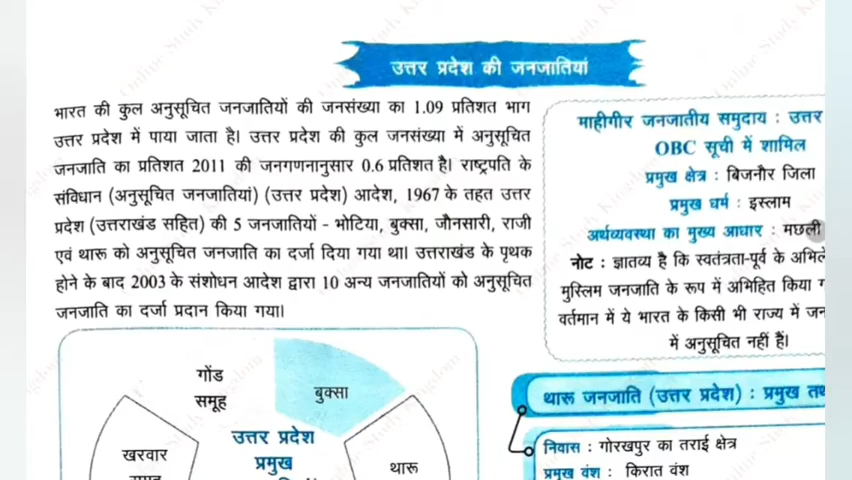 उत्तर प्रदेश की जनजातियां
भारत की कुल अनुसूचित जनजातियों की जनसंख्या का 1.09 प्रतिशत भाग
उत्तर प्रदेश में पाया जाता है। उत्तर प्रदेश की कुल जनसंख्या में अनुसूचित
जनजाति का प्रतिशत 2011 की जनगणनानुसार 0.6 प्रतिशत है। राष्ट्रपति के
संविधान (अनुसूचित जनजातियां) (उत्तर प्रदेश) आदेश, 1967 के तहत उत्तर
प्रदेश (उत्तराखंड सहित) की 5 जनजातियों - भोटिया, बुक्सा, जौनसारी, राजी
एवं थारू को अनुसूचित जनजाति का दर्जा दिया गया था। उत्तराखंड के पृथक
होने के बाद 2003 के संशोधन आदेश द्वारा 10 अन्य जनजातियों को अनुसूचित
जनजाति का दर्जा प्रदान किया गया।
गोंड
समूह
बुक्सा
उत्तर प्रदेश
प्रमुख
खरवार
थारू
माहीगीर जनजातीय समुदाय : उत्तर
OBC सूची में शामिल
प्रमुख क्षेत्र : बिजनौर जिला
प्रमुख धर्म : इस्लाम
अर्थव्यवस्था का मुख्य आधार : मछली
नोट : ज्ञातव्य है कि स्वतंत्रता-पूर्व के अभिले
मुस्लिम जनजाति के रूप में अभिहित किया ग
वर्तमान में ये भारत के किसी भी राज्य में जन
में अनुसूचित नहीं हैं।
थारू जनजाति (उत्तर प्रदेश) : प्रमुख तथ
निवास : गोरखपुर का तराई क्षेत्र
प्रमुख वंश : किरात वंश